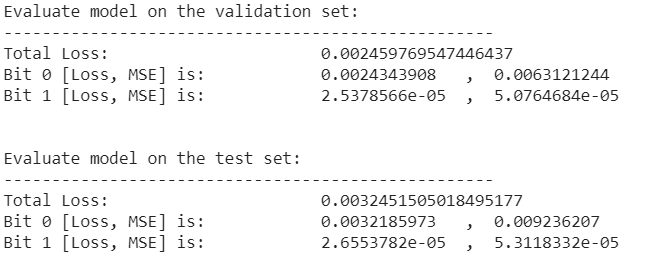 Evaluate model on the validation set:
-------------------------------------------------
Total Loss: 0.002459769547446437
Bit 0 [Loss, MSE] is: 0.0024343908 , 0.0063121244
Bit 1 [Loss, MSE] is: 2.5378566e-05 , 5.0764684e-05
Evaluate model on the test set:
-------------------------------------------------
Total Loss: 0.0032451505018495177
Bit 0 [Loss, MSE] is: 0.0032185973 , 0.009236207
Bit 1 [Loss, MSE] is: 2.6553782e-05 , 5.3118332e-05